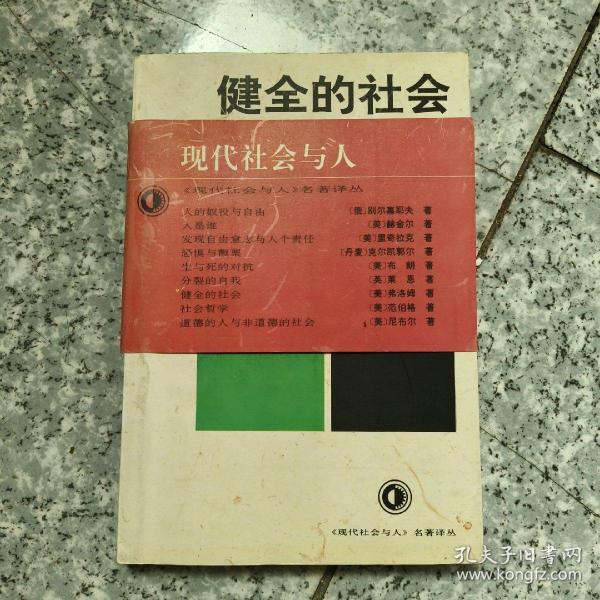 健全的社会
现代社会与人
《现代社会与人》名著译丛
人的奴役与自由 〔俄〕别尔嘉耶夫 著
人是谁 〔美〕赫舍尔 著
发现自由意志与人个责任 〔美〕里奇拉克 著
恐惧与颤栗 〔丹麦〕克尔凯郭尔 著
生与死的对抗 〔美〕布朗 著
分裂的自我 〔英〕莱恩 著
健全的社会 〔美〕弗洛姆 著
社会哲学 〔美〕范伯格 著
道德的人与非道德的社会 〔美〕尼布尔 著
《现代社会与人》名著译丛
孔夫子旧书网
www.kongfz.com